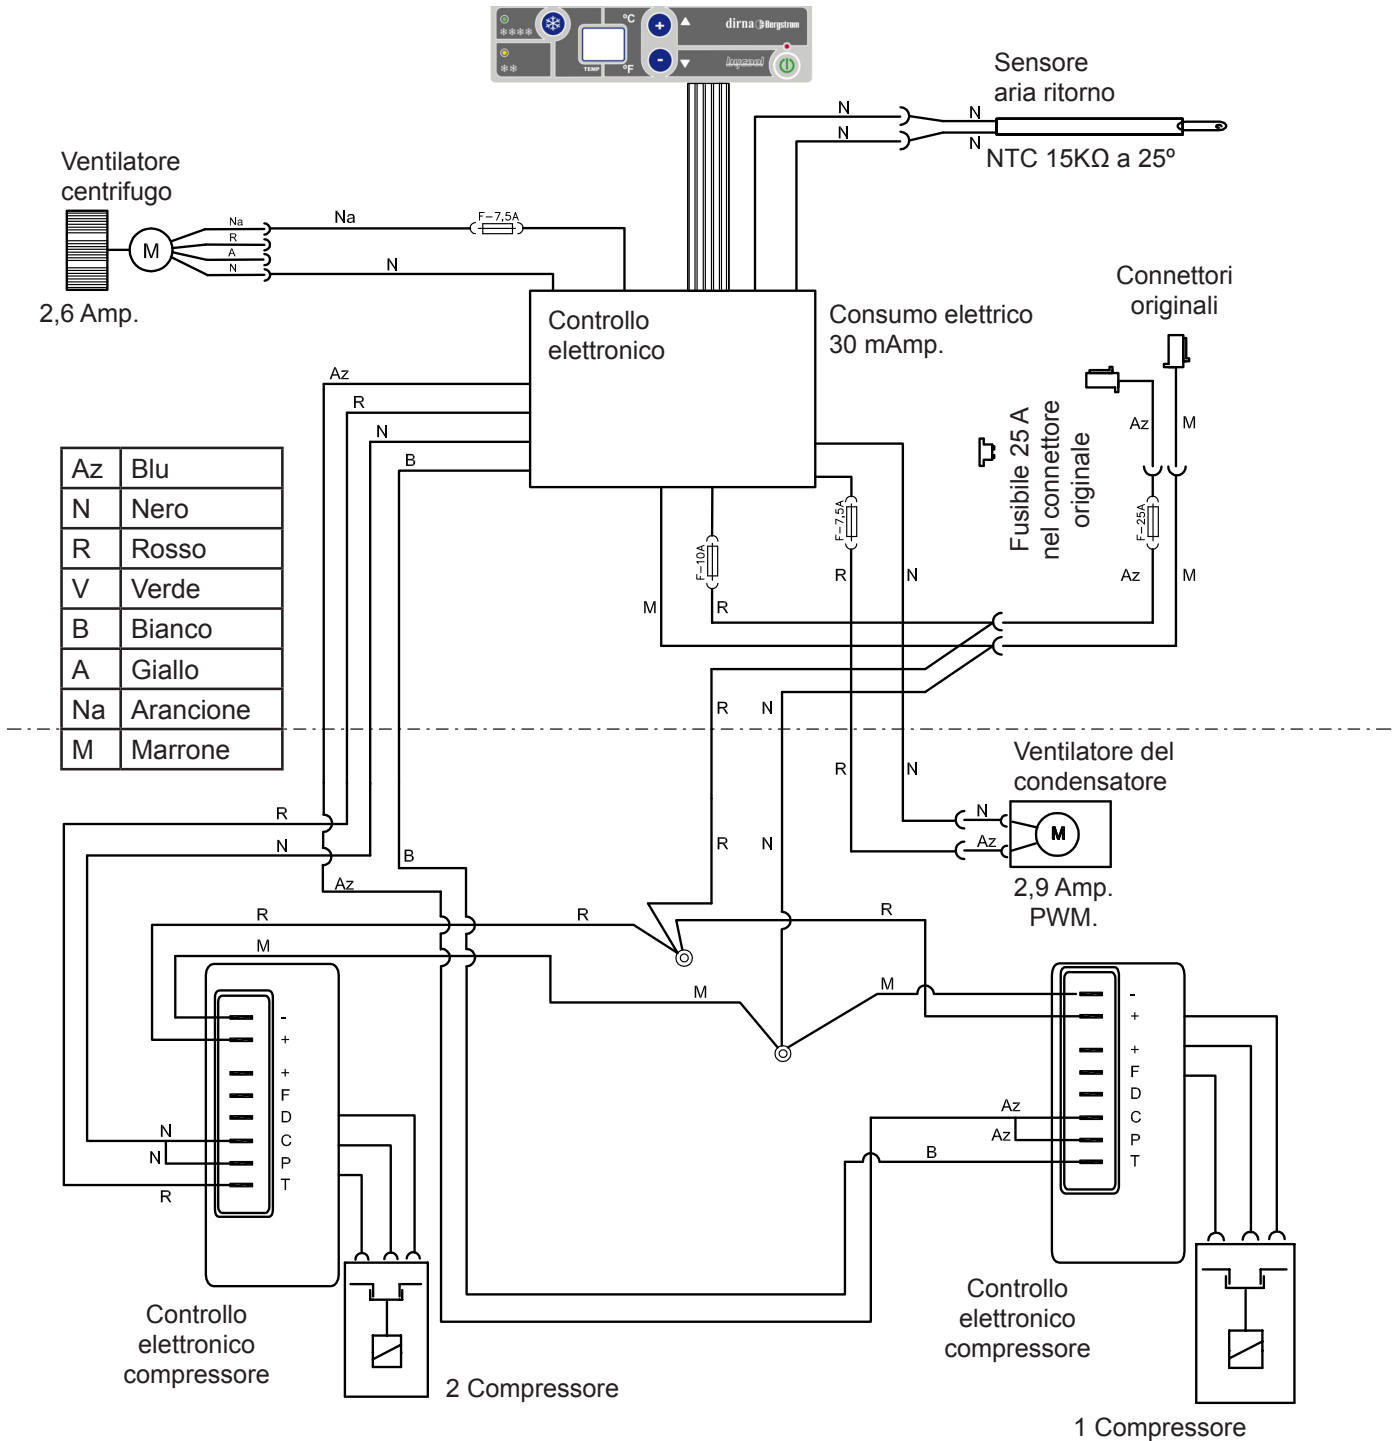 °C
dirna Bergstrom
TEMP
°F
bycool
+
-
Sensore
aria ritorno
N
N
N
N
NTC 15KΩ a 25º
Ventilatore
centrifugo
Na
R
A
N
Na
F-7,5A
N
M
2,6 Amp.
Controllo
elettronico
Consumo elettrico
30 mAmp.
Connettori
originali
Az
R
N
B
Az
M
Fusibile 25 A
nel connettore
originale
F-7,5A
F-25A
F-10A
Az Blu
N Nero
R Rosso
V Verde
B Bianco
A Giallo
Na Arancione
M Marrone
R
N
Az
M
M
R
R
N
R
N
Ventilatore del
condensatore
R
N
N
Az
M
2,9 Amp.
PWM.
B
Az
R
N
R
R
R
M
M
M
-
+
+
F
D
C
P
T
N
N
R
-
+
+
F
D
C
P
T
Az
Az
B
Controllo
elettronico
compressore
2 Compressore
Controllo
elettronico
compressore
1 Compressore